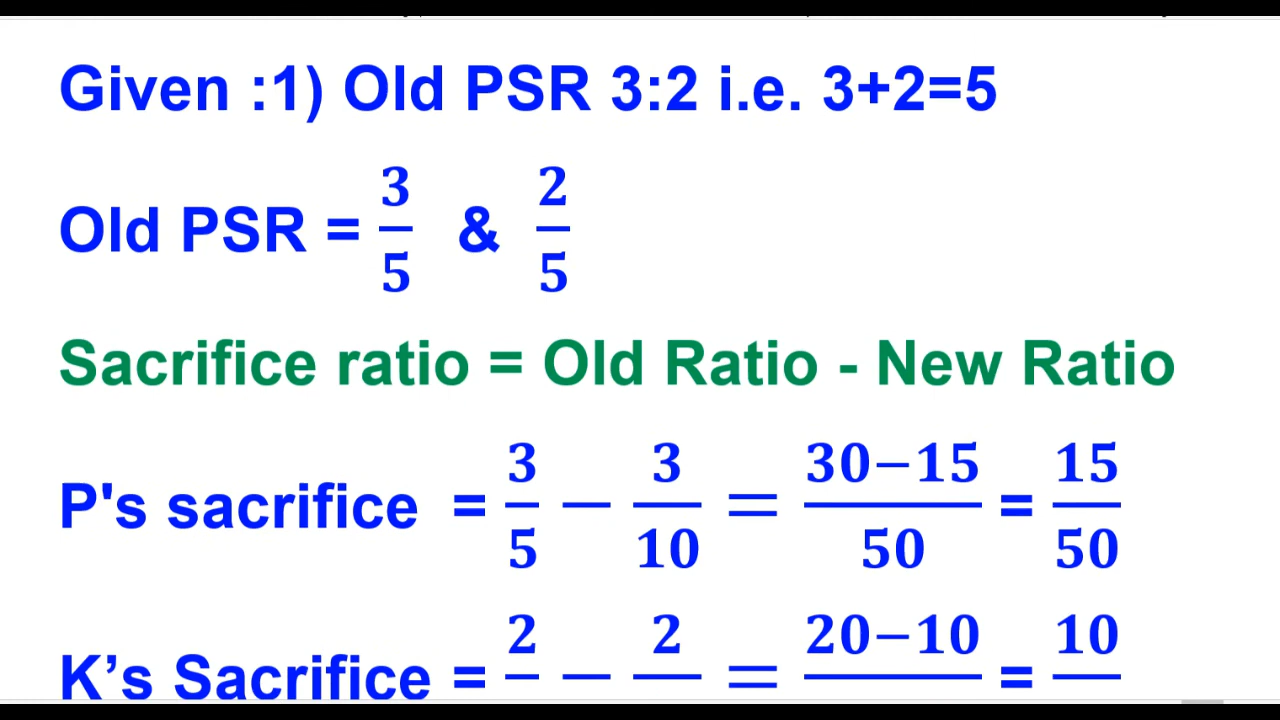 Given :1) Old PSR 3:2 i.e. 3+2=5
Old PSR = 3/5 & 2/5
Sacrifice ratio = Old Ratio - New Ratio
P's sacrifice = 3/5 − 3/10 = 30−15/50 = 15/50
K’s Sacrifice = 2 − 2 = 20−10 = 10